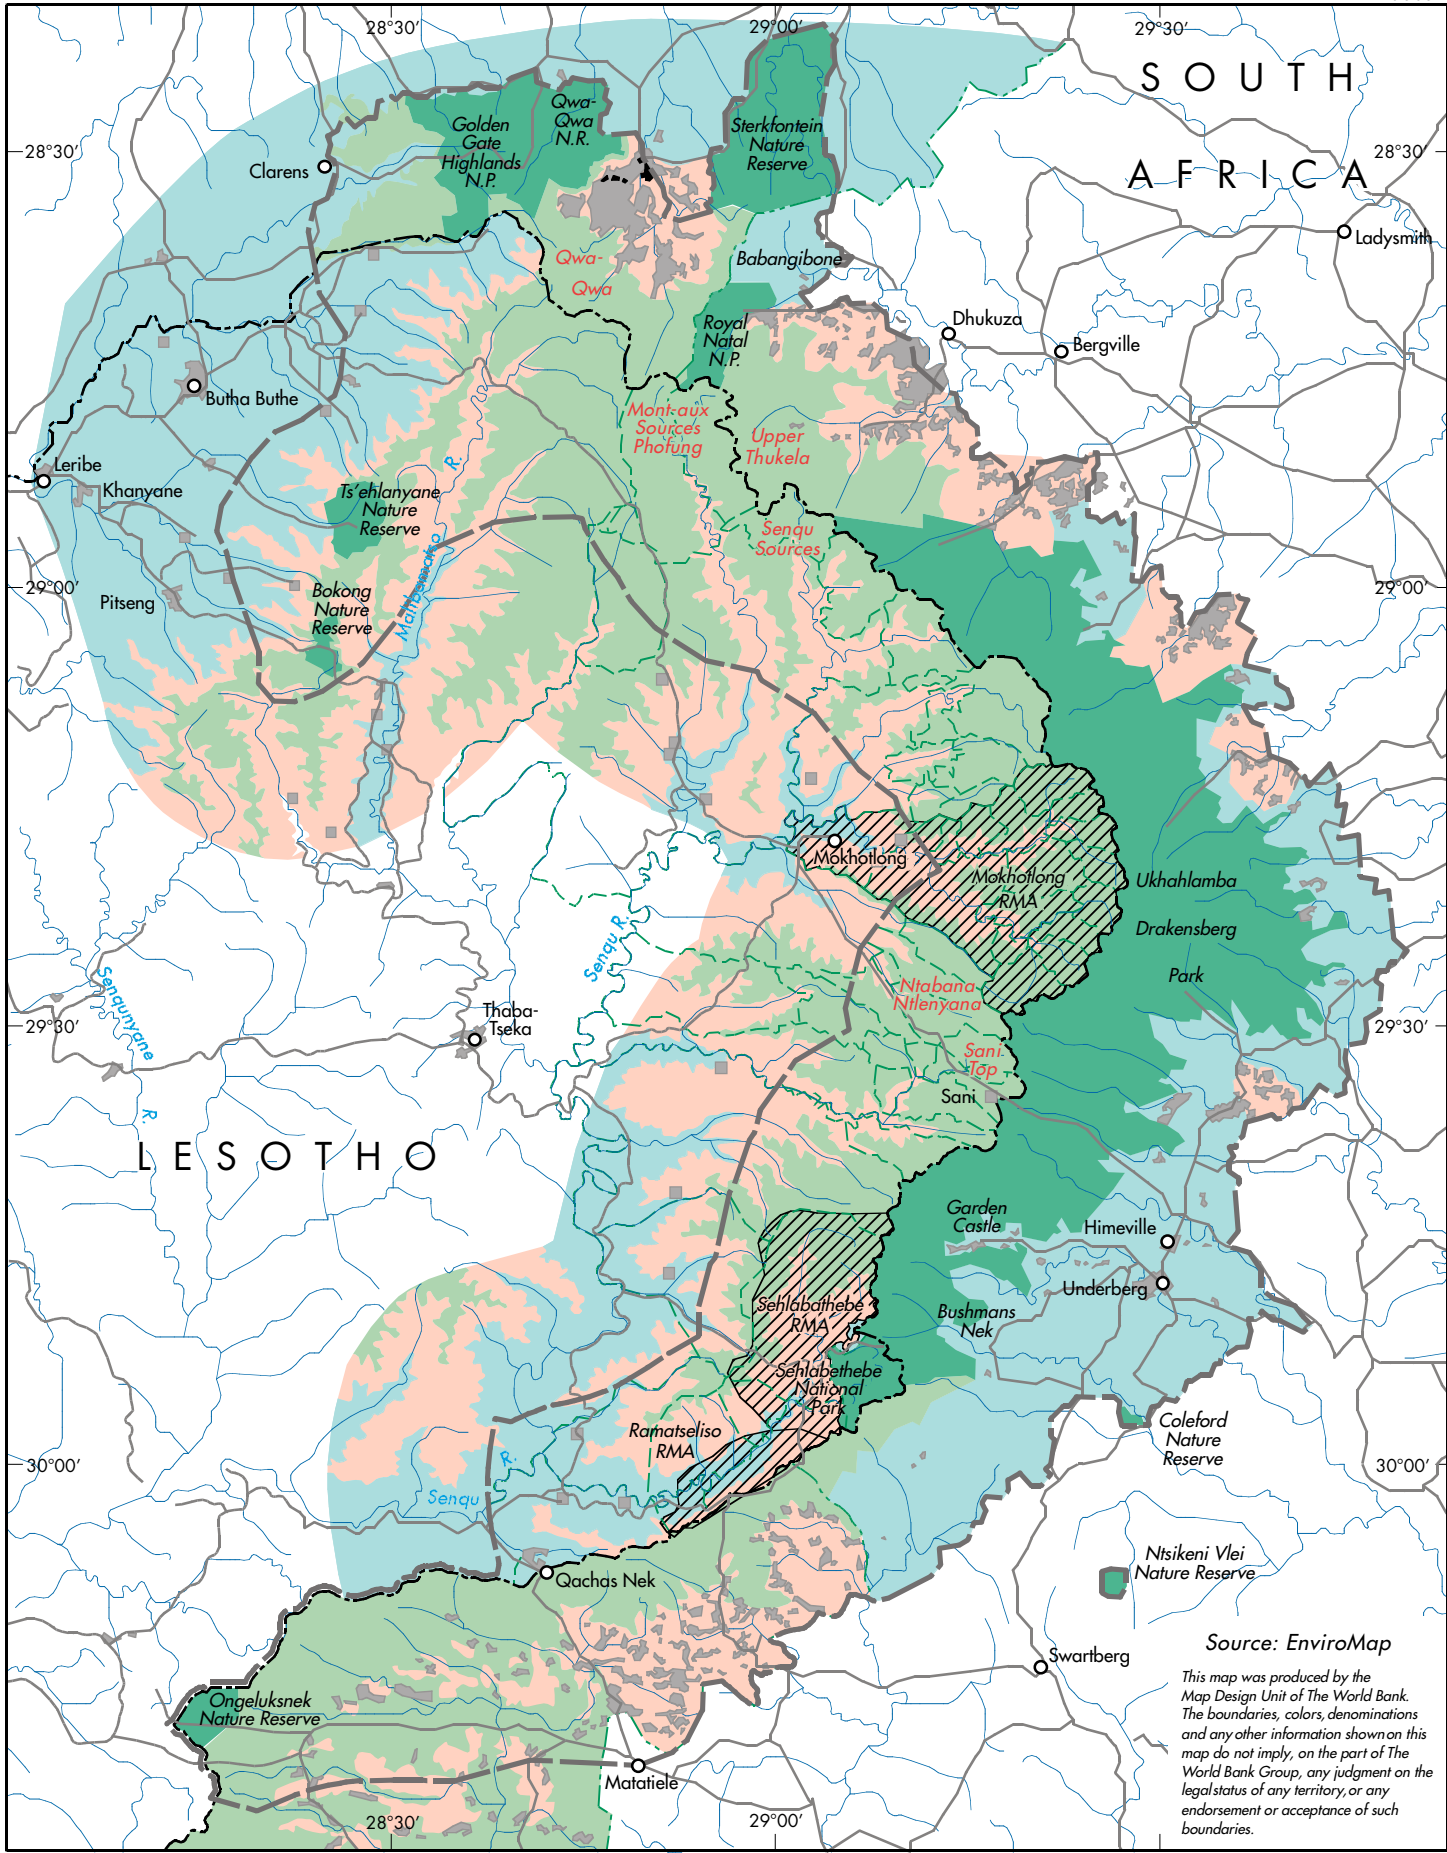 28°30′
29°00′
29°30′
SOUTH
AFRICA
28°30′
28°30′
Golden
Gate
Highlands
N.P.
Qwa-
Qwa
N.R.
Sterkfontein
Nature
Reserve
Clarens
Ladysmith
Qwa-
Qwa
Babangibone
Royal
Natal
N.P.
Dhukuza
Bergville
Butha Buthe
Mont-aux
Sources
Phofung
Upper
Thukela
Leribe
Khanyane
R.
Ts'ehlanyane
Nature
Reserve
Senqu
Sources
Malibamatso
29°00′
29°00′
Pitseng
Bokong
Nature
Reserve
Mokhotlong
Mokhotlong
RMA
Ukhahlamba
Drakensberg
Park
Senqu R.
Senqunyane
R.
Ntabana
Ntlenyana
Thaba-
Tseka
29°30′
29°30′
Sani
Top
Sani
LESOTHO
Garden
Castle
Himeville
Underberg
Sehlabathebe
RMA
Bushmans
Nek
Sehlabethebe
National
Park
Ramatseliso
RMA
Coleford
Nature
Reserve
30°00′
30°00′
R.
Senqu
Qachas Nek
Ntsikeni Vlei
Nature Reserve
Swartberg
Ongeluksnek
Nature Reserve
Matatiele
28°30′
29°00′
Source: EnviroMap
This map was produced by the
Map Design Unit of The World Bank.
The boundaries, colors, denominations
and any other information shown on this
map do not imply, on the part of The
World Bank Group, any judgment on the
legal status of any territory, or any
endorsement or acceptance of such
boundaries.